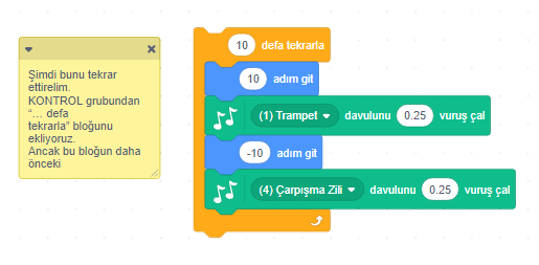 Şimdi bunu tekrar
ettirelim.
KONTROL grubundan
"... defa
tekrarla" bloğunu
ekliyoruz.
Ancak bu bloğun daha
önceki
10 defa tekrarla
10 adım git
(1) Trampet davulunu 0.25 vuruş çal
-10 adım git
(4) Çarpışma Zili davulunu 0.25 vuruş çal